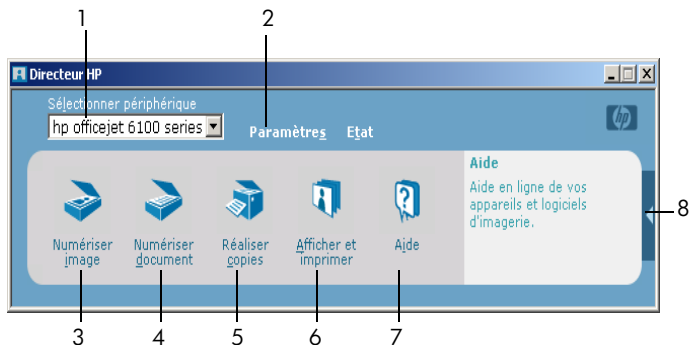 1 2
Directeur HP
Sélectionner périphérique
hp officejet 6100 series
Paramètres Etat
hp
Numériser image
Numériser document
Réaliser copies
Afficher et imprimer
Aide
Aide
Aide en ligne de vos
appareils et logiciels
d'imagerie.
8
3 4 5 6 7